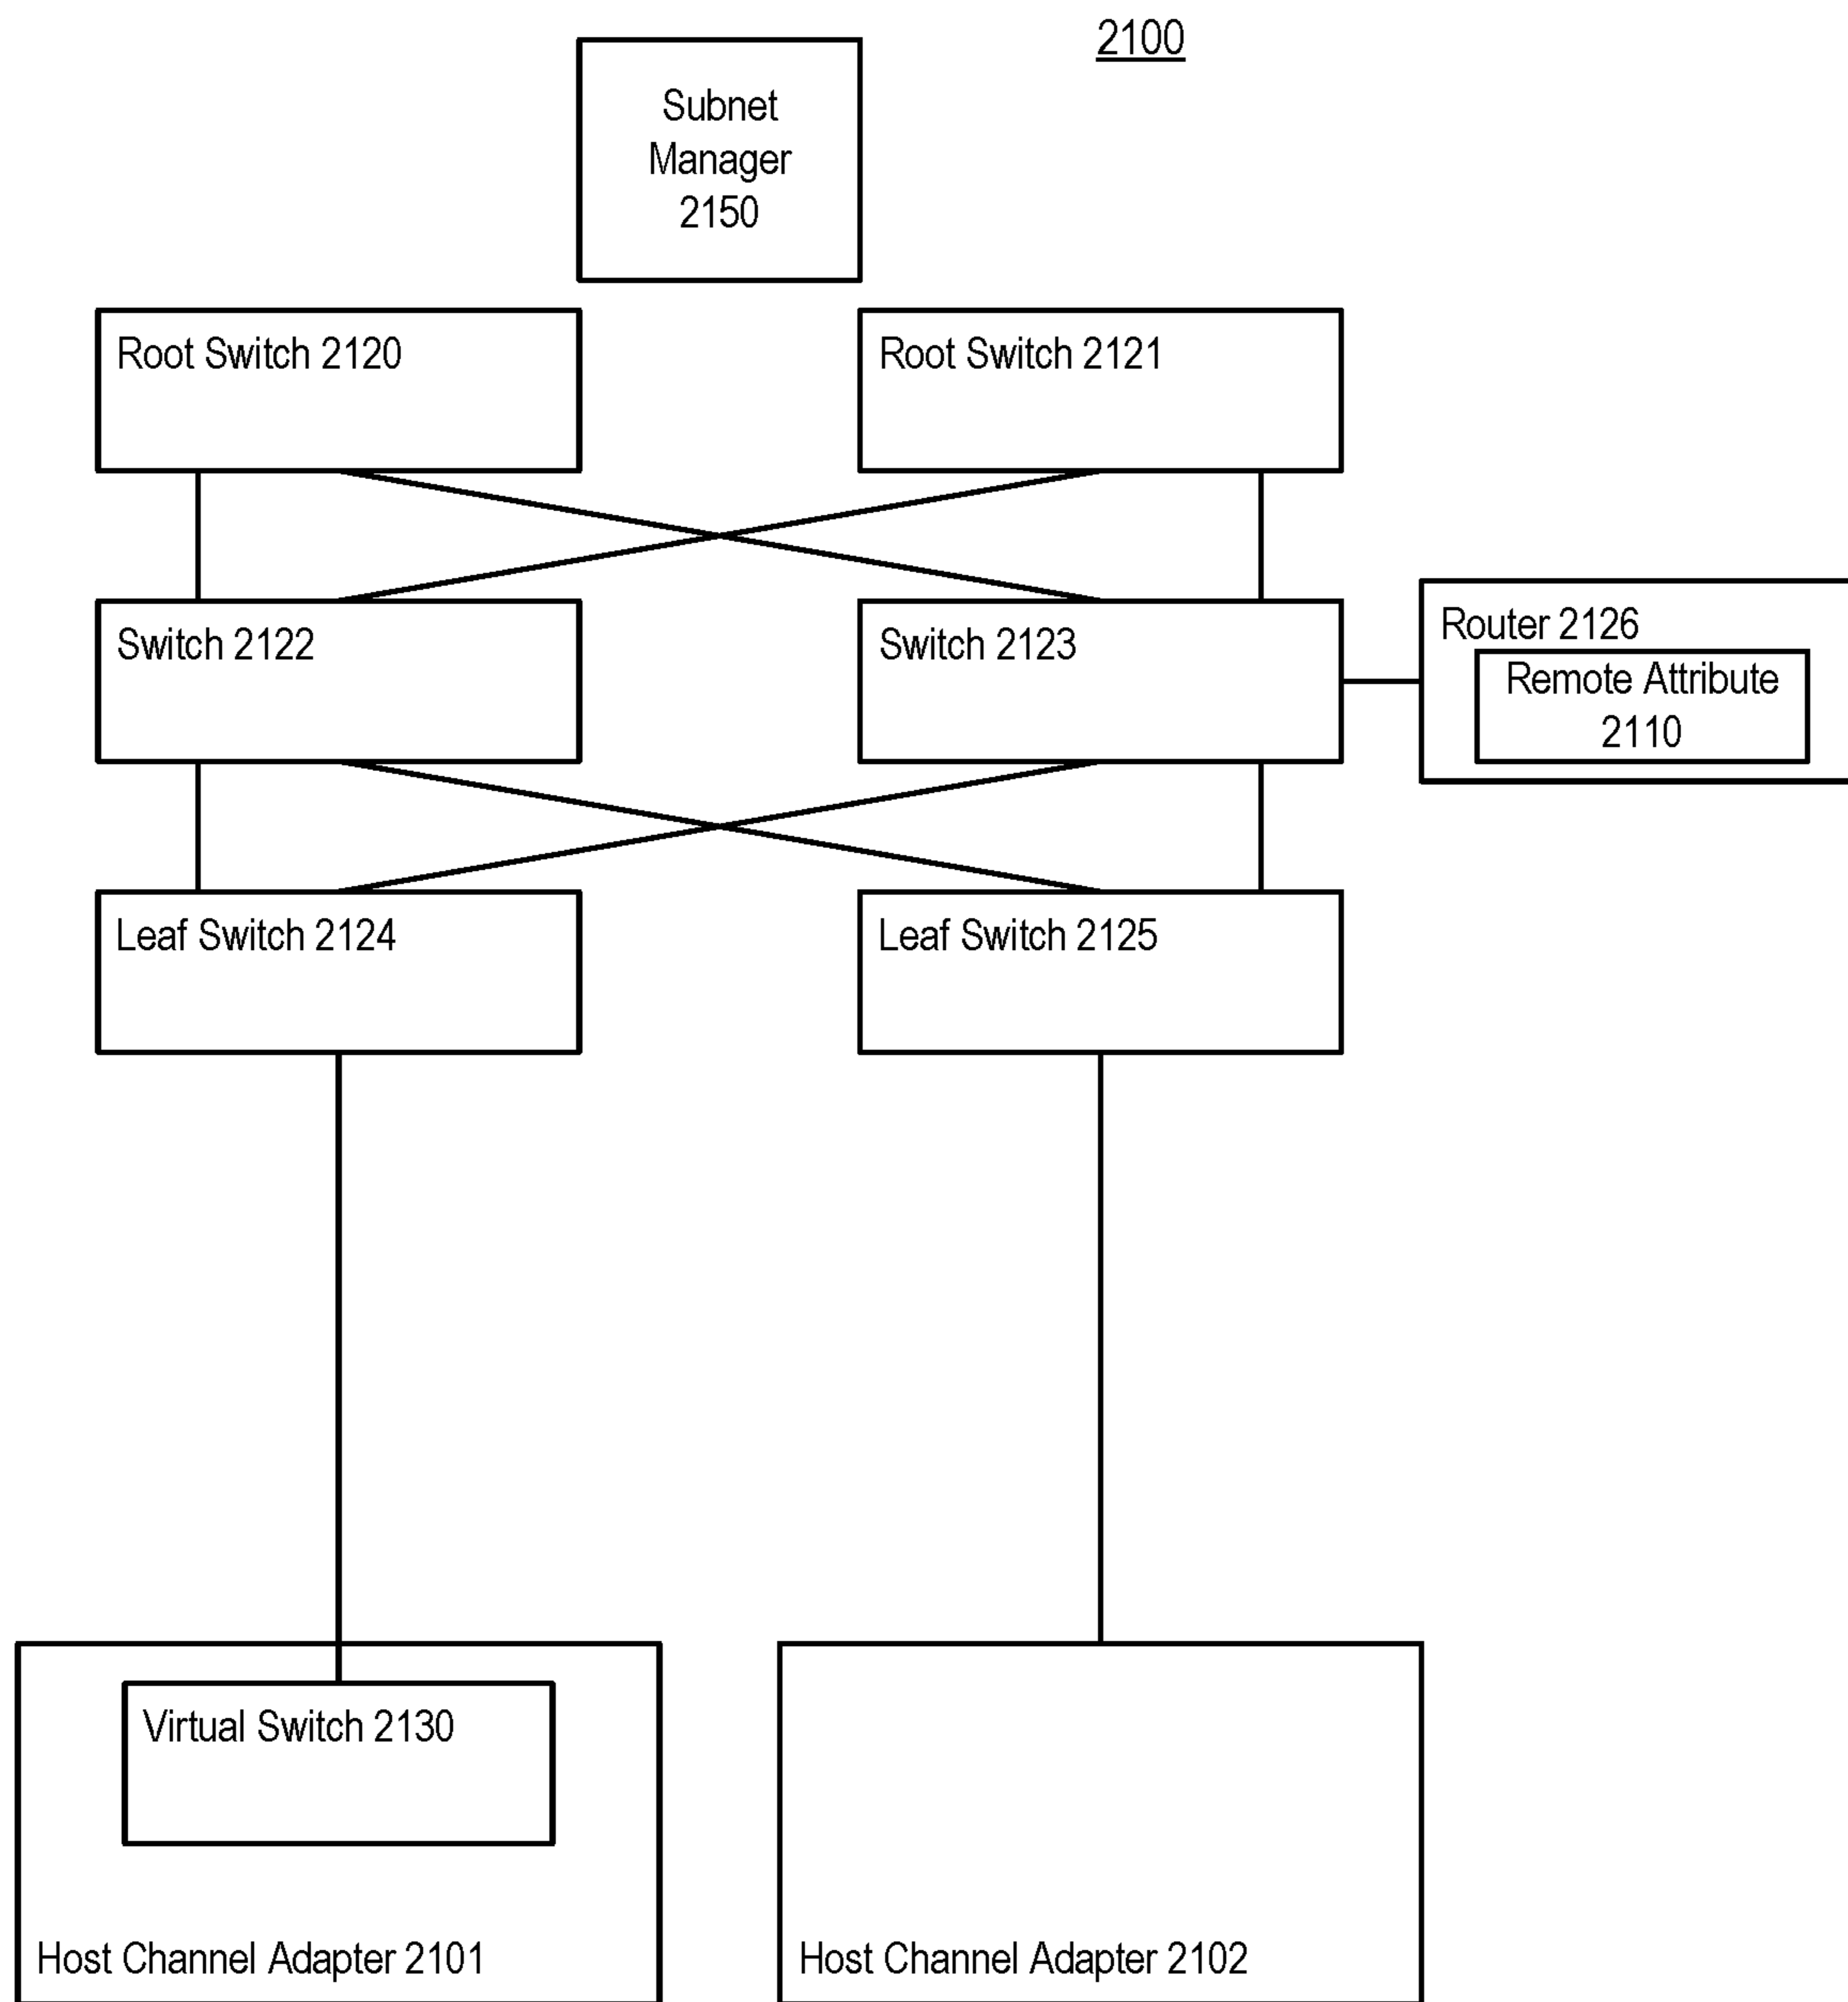 2100
Subnet
Manager
2150
Root Switch 2120
Root Switch 2121
Switch 2122
Switch 2123
Router 2126
Remote Attribute
2110
Leaf Switch 2124
Leaf Switch 2125
Virtual Switch 2130
Host Channel Adapter 2101
Host Channel Adapter 2102